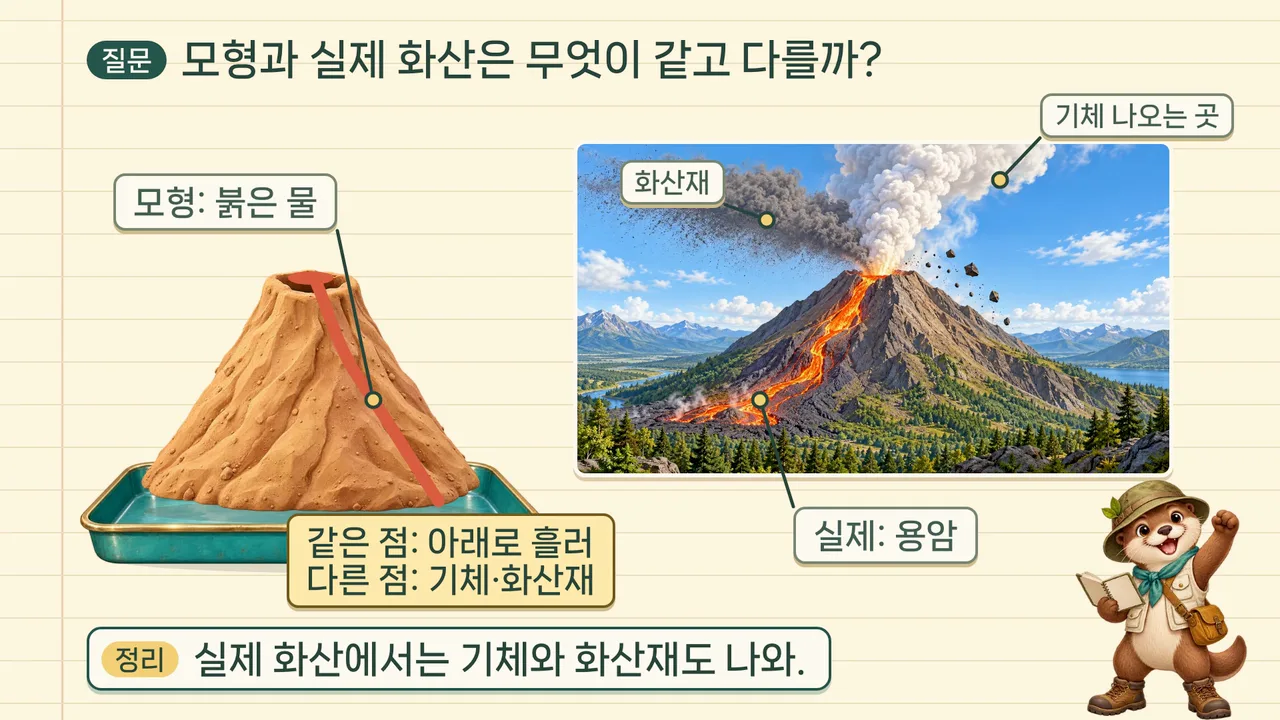 질문 모형과 실제 화산은 무엇이 같고 다를까?
기체 나오는 곳
화산재
모형: 붉은 물
실제: 용암
같은 점: 아래로 흘러
다른 점: 기체·화산재
정리 실제 화산에서는 기체와 화산재도 나와.